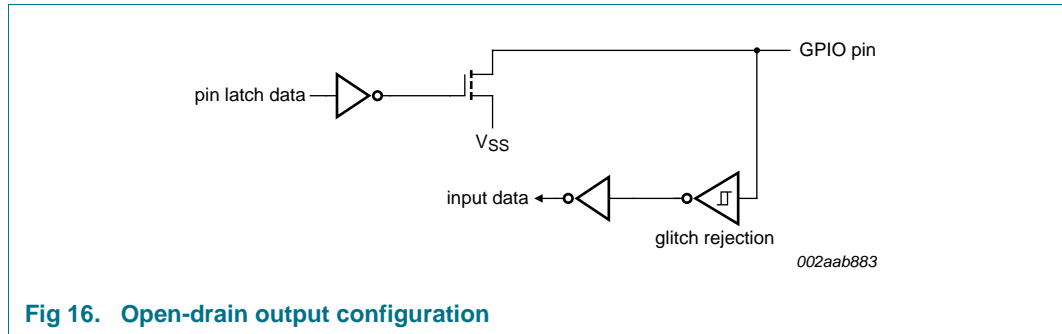 GPIO pin
pin latch data
VSS
input data
glitch rejection
002aab883
Fig 16. Open-drain output configuration